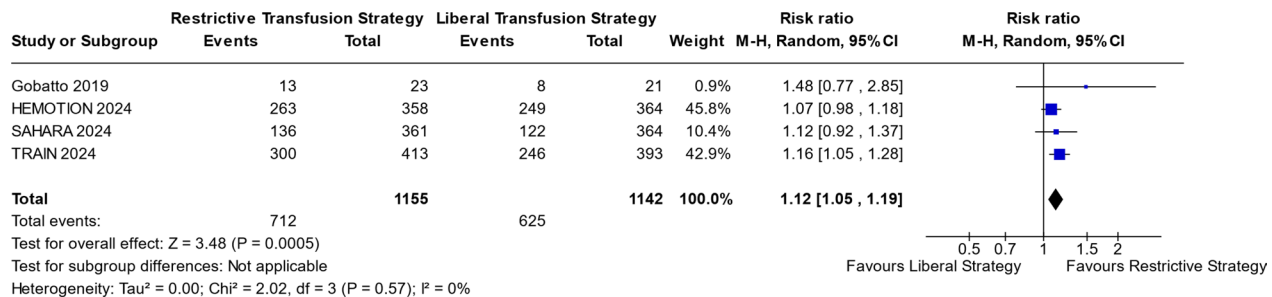 Restrictive Transfusion Strategy Liberal Transfusion Strategy Risk ratio Risk ratio
Study or Subgroup Events Total Events Total Weight M-H, Random, 95% CI M-H, Random, 95% CI
Gobatto 2019 13 23 8 21 0.9% 1.48 [0.77 , 2.85]
HEMOTION 2024 263 358 249 364 45.8% 1.07 [0.98 , 1.18]
SAHARA 2024 136 361 122 364 10.4% 1.12 [0.92 , 1.37]
TRAIN 2024 300 413 246 393 42.9% 1.16 [1.05 , 1.28]
Total 1155 1142 100.0% 1.12 [1.05 , 1.19]
Total events: 712 625
Test for overall effect: Z = 3.48 (P = 0.0005)
0.5 0.7 1 1.5 2
Test for subgroup differences: Not applicable
Favours Liberal Strategy Favours Restrictive Strategy
Heterogeneity: Tau² = 0.00; Chi² = 2.02, df = 3 (P = 0.57); I² = 0%